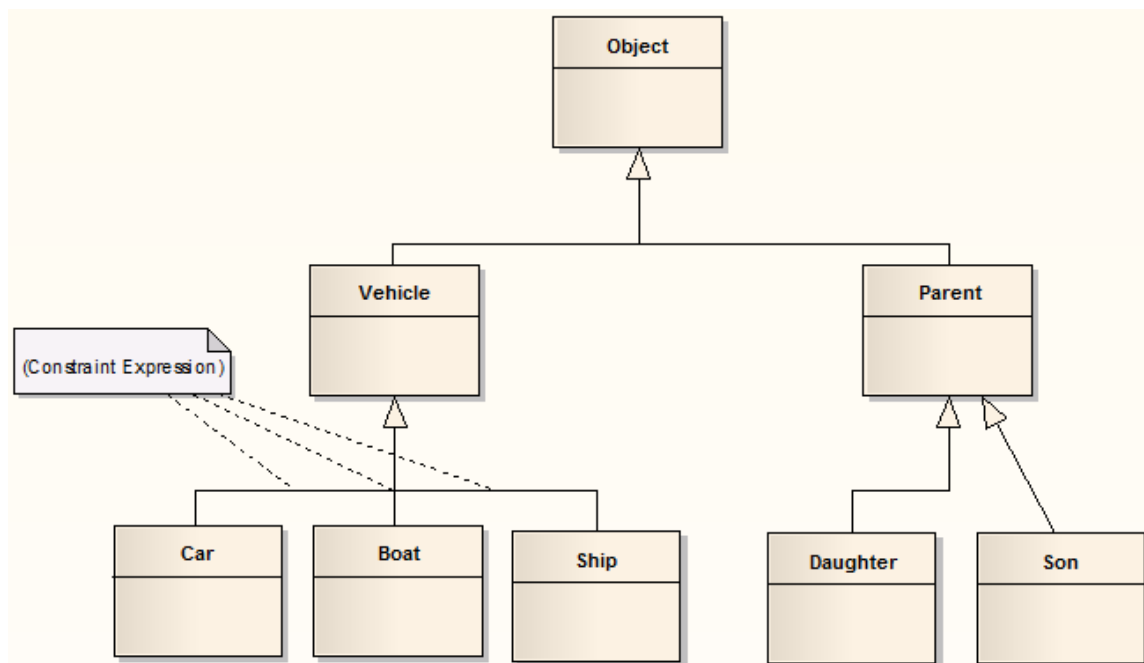 Object
Vehicle
Parent
(Constraint Expression)
Car
Boat
Ship
Daughter
Son